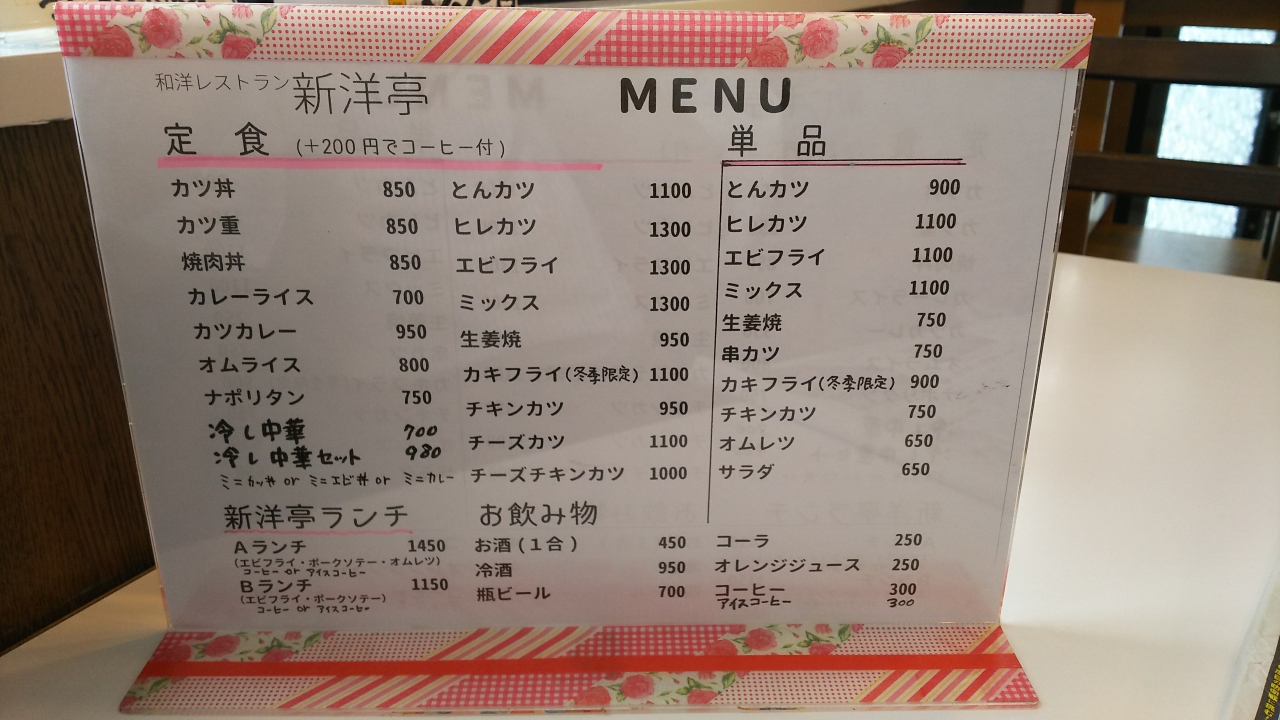 和洋レストラン新洋亭 MENU
定 食 (+200円でコーヒー付)
カツ丼 850
カツ重 850
焼肉丼 850
カレーライス 700
カツカレー 950
オムライス 800
ナポリタン 750
冷し中華 700
冷し中華セット 980
ミニカツ丼 or ミニエビ丼 or ミニカレー
とんカツ 1100
ヒレカツ 1300
エビフライ 1300
ミックス 1300
生姜焼 950
カキフライ(冬季限定) 1100
チキンカツ 950
チーズカツ 1100
チーズチキンカツ 1000
単 品
とんカツ 900
ヒレカツ 1100
エビフライ 1100
ミックス 1100
生姜焼 750
串カツ 750
カキフライ(冬季限定) 900
チキンカツ 750
オムレツ 650
サラダ 650
新洋亭ランチ
Aランチ 1450
(エビフライ・ポークソテー・オムレツ)
コーヒー or アイスコーヒー
Bランチ 1150
(エビフライ・ポークソテー)
コーヒー or アイスコーヒー
お飲み物
お酒(1合) 450
冷酒 950
瓶ビール 700
コーラ 250
オレンジジュース 250
コーヒー 300
アイスコーヒー 300